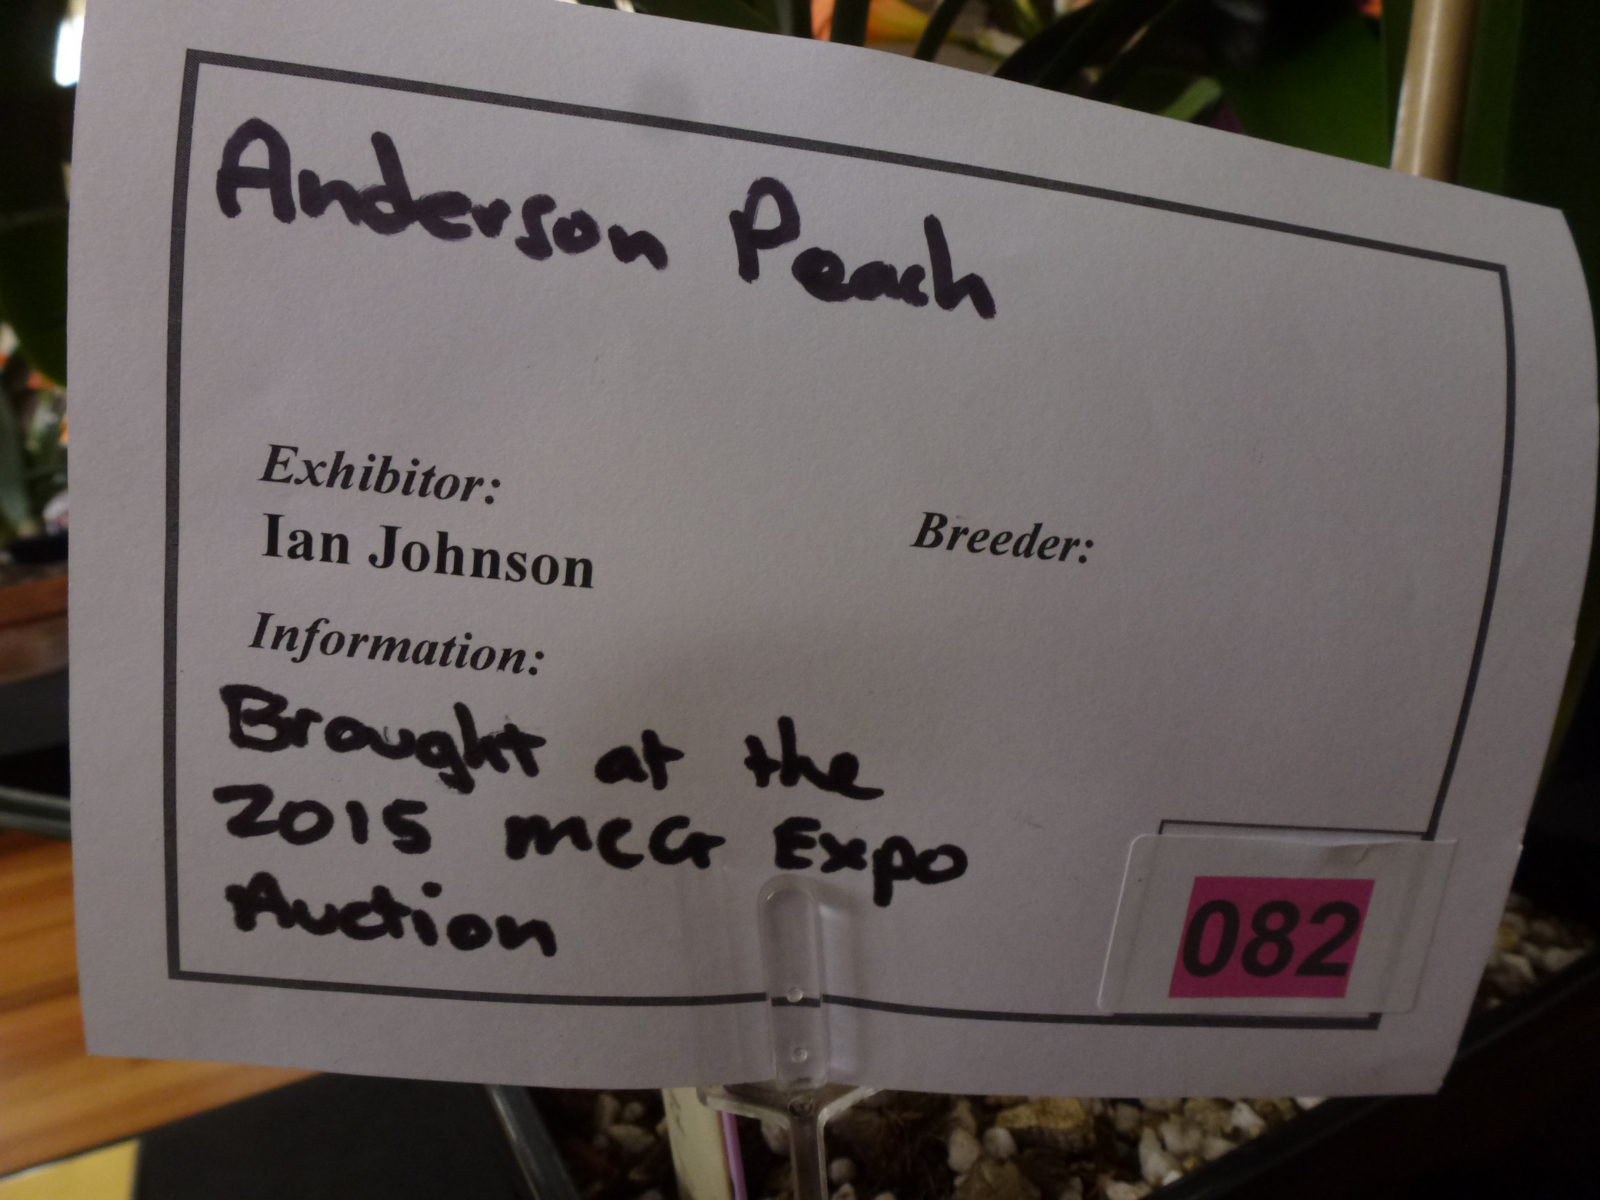 Anderson Peach
Exhibitor:
Ian Johnson
Breeder:
Information:
Brought at the
2015 MCG Expo
Auction
082